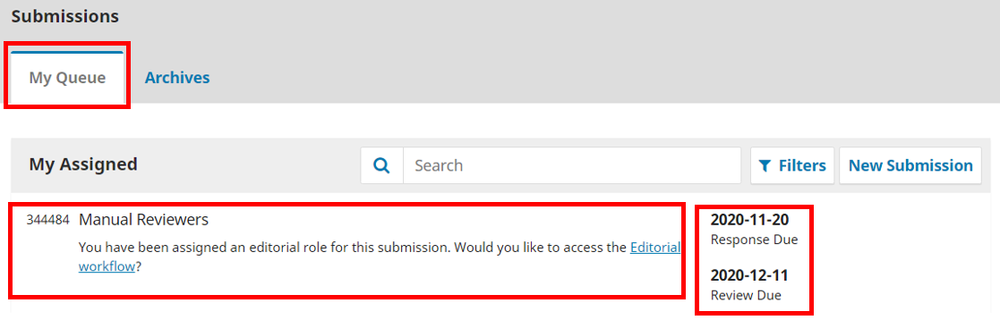 Submissions
My Queue
Archives
My Assigned
Search
Filters
New Submission
344484 Manual Reviewers
You have been assigned an editorial role for this submission. Would you like to access the Editorial
workflow?
2020-11-20
Response Due
2020-12-11
Review Due